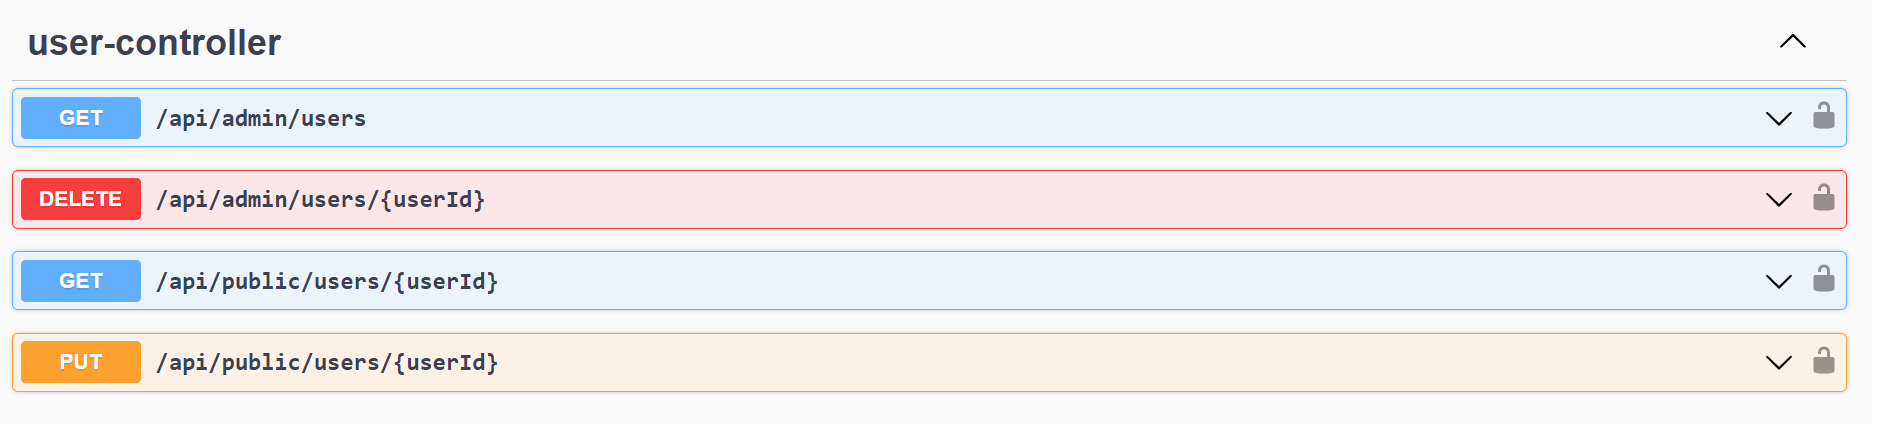 user-controller
GET /api/admin/users
DELETE /api/admin/users/{userId}
GET /api/public/users/{userId}
PUT /api/public/users/{userId}